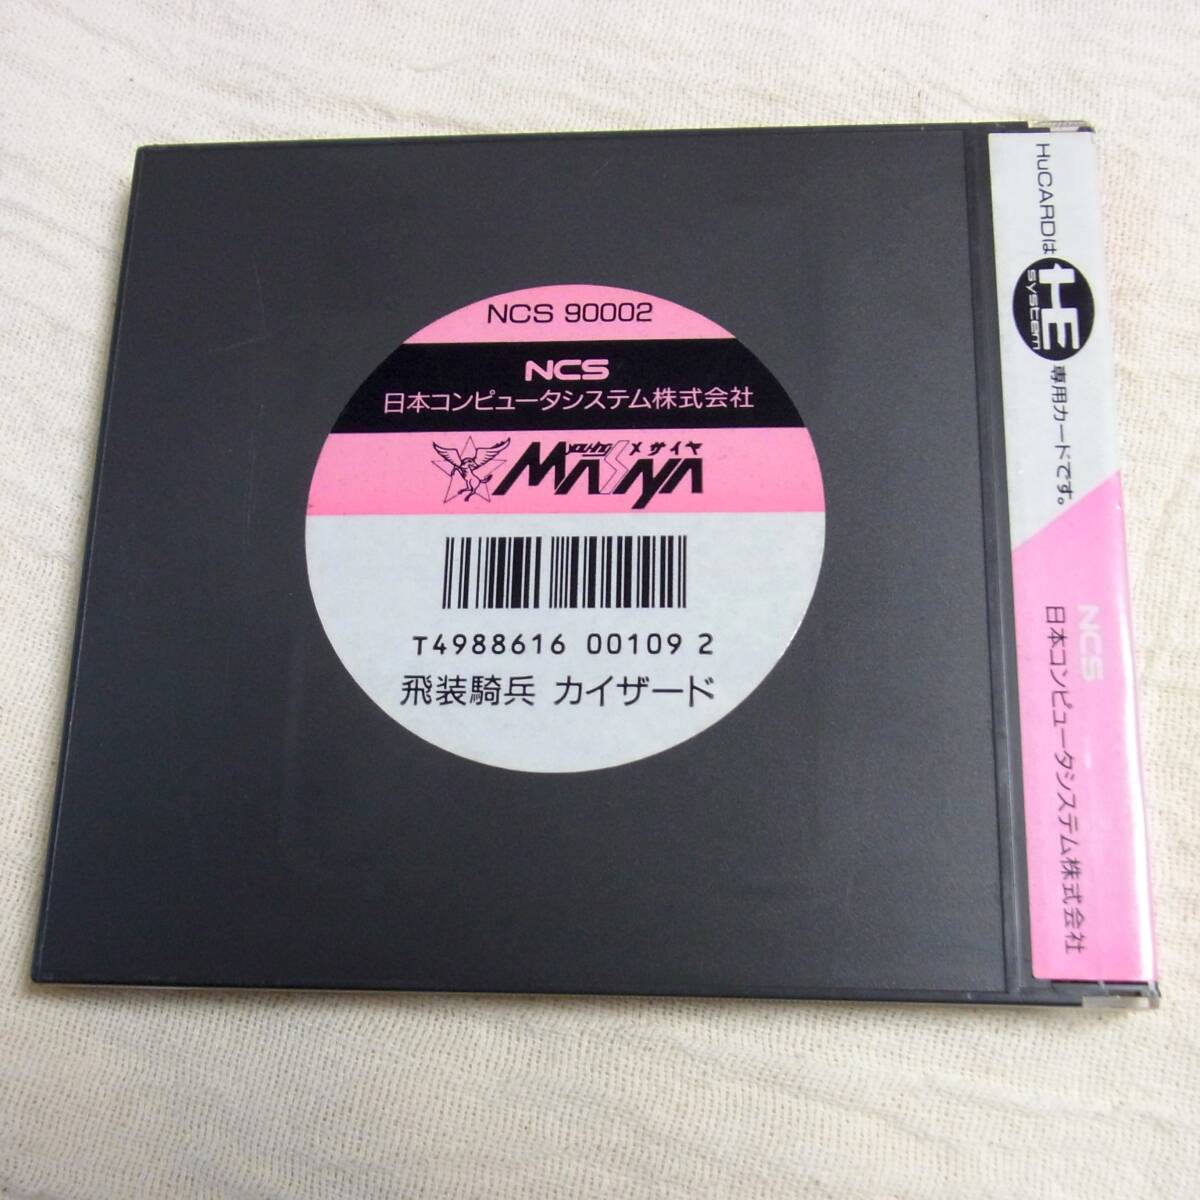 NCS 90002
NCS
日本コンピュータシステム株式会社
メサイヤ
MASAYA
T4988616 00109 2
飛装騎兵 カイザード
HuCARDは HE system 専用カードです。
NCS
日本コンピュータシステム株式会社